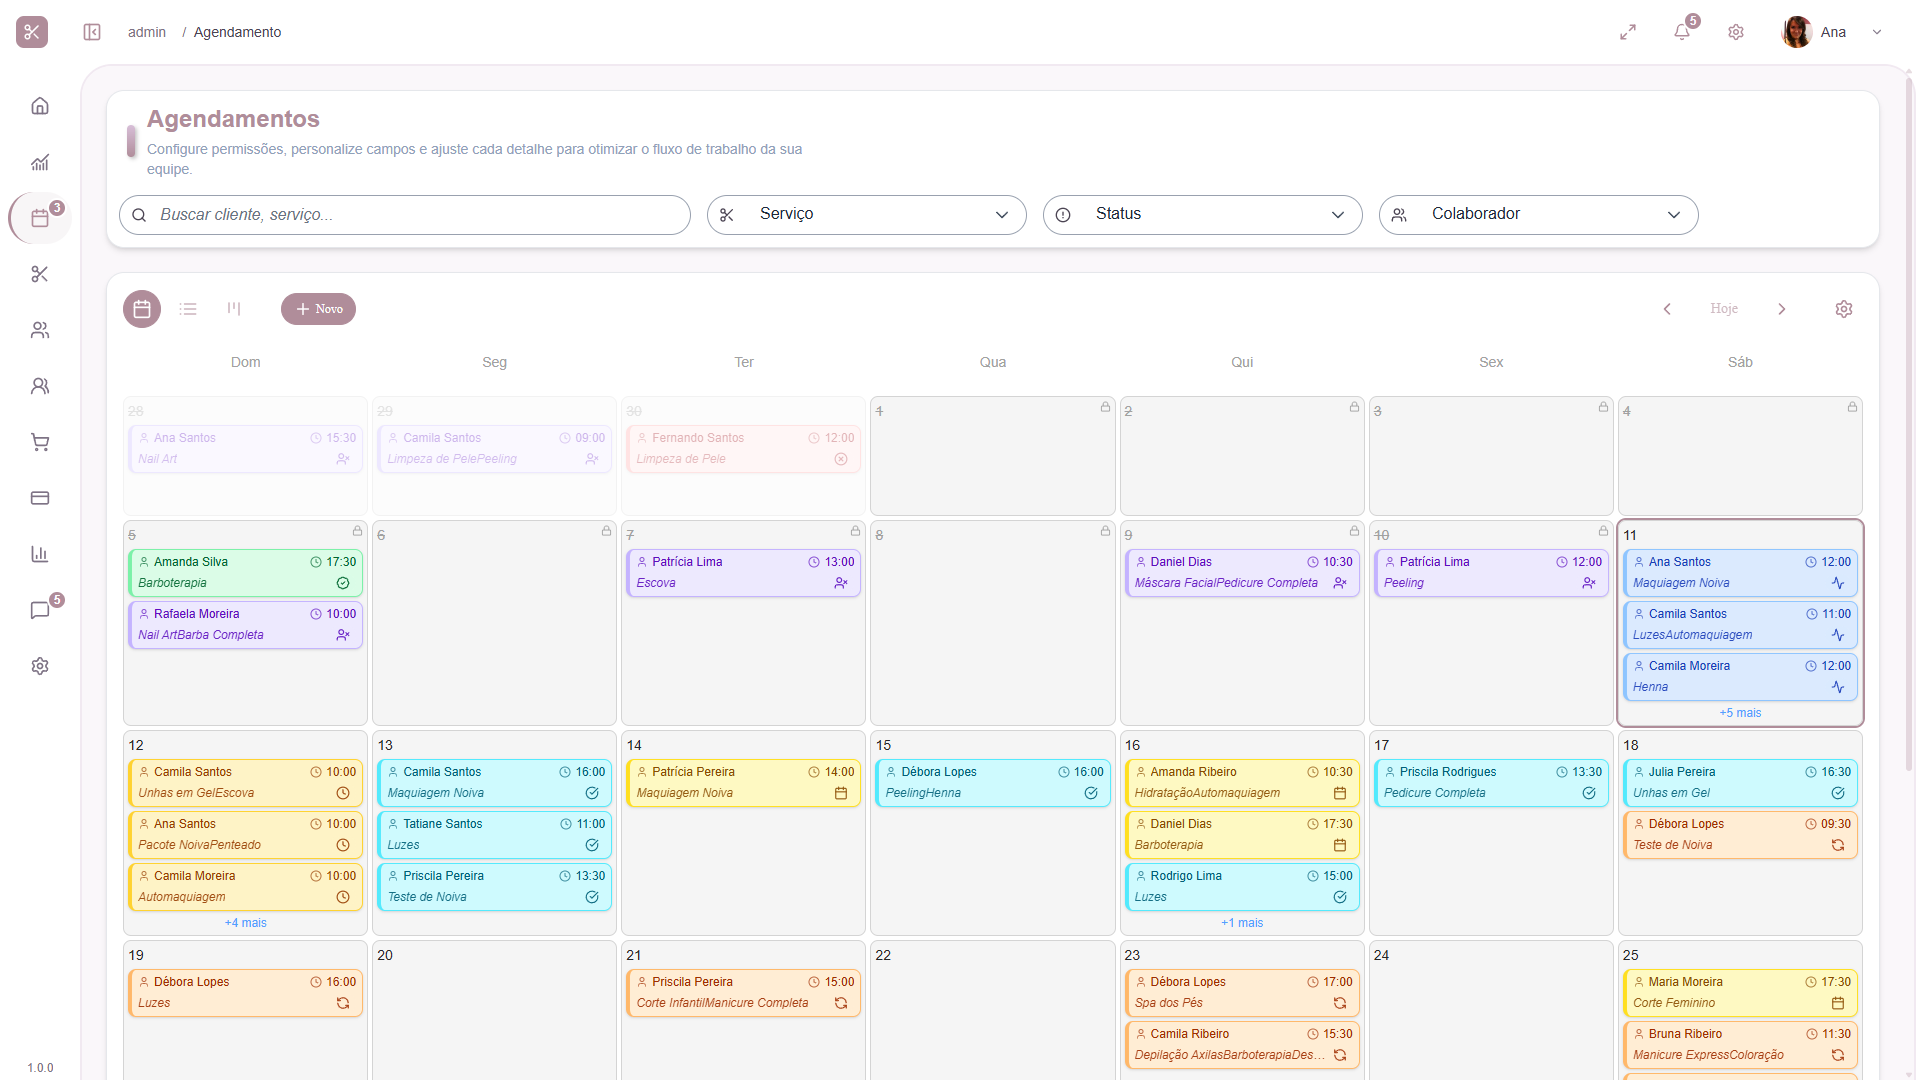 admin / Agendamento
5
Ana
3
5
1.0.0
Agendamentos
Configure permissões, personalize campos e ajuste cada detalhe para otimizar o fluxo de trabalho da sua
equipe.
Buscar cliente, serviço...
Serviço
Status
Colaborador
Novo
Hoje
Dom Seg Ter Qua Qui Sex Sáb
28
Ana Santos 15:30
Nail Art
29
Camila Santos 09:00
Limpeza de PelePeeling
30
Fernando Santos 12:00
Limpeza de Pele
1
2
3
4
5
Amanda Silva 17:30
Barboterapia
Rafaela Moreira 10:00
Nail ArtBarba Completa
6
7
Patrícia Lima 13:00
Escova
8
9
Daniel Dias 10:30
Máscara FacialPedicure Completa
10
Patrícia Lima 12:00
Peeling
11
Ana Santos 12:00
Maquiagem Noiva
Camila Santos 11:00
LuzesAutomaquiagem
Camila Moreira 12:00
Henna
+5 mais
12
Camila Santos 10:00
Unhas em GelEscova
Ana Santos 10:00
Pacote NoivaPenteado
Camila Moreira 10:00
Automaquiagem
+4 mais
13
Camila Santos 16:00
Maquiagem Noiva
Tatiane Santos 11:00
Luzes
Priscila Pereira 13:30
Teste de Noiva
14
Patrícia Pereira 14:00
Maquiagem Noiva
15
Débora Lopes 16:00
PeelingHenna
16
Amanda Ribeiro 10:30
HidrataçãoAutomaquiagem
Daniel Dias 17:30
Barboterapia
Rodrigo Lima 15:00
Luzes
+1 mais
17
Priscila Rodrigues 13:30
Pedicure Completa
18
Julia Pereira 16:30
Unhas em Gel
Débora Lopes 09:30
Teste de Noiva
19
Débora Lopes 16:00
Luzes
20
21
Priscila Pereira 15:00
Corte InfantilManicure Completa
22
23
Débora Lopes 17:00
Spa dos Pés
Camila Ribeiro 15:30
Depilação AxilasBarboterapiaDes...
24
25
Maria Moreira 17:30
Corte Feminino
Bruna Ribeiro 11:30
Manicure ExpressColoração